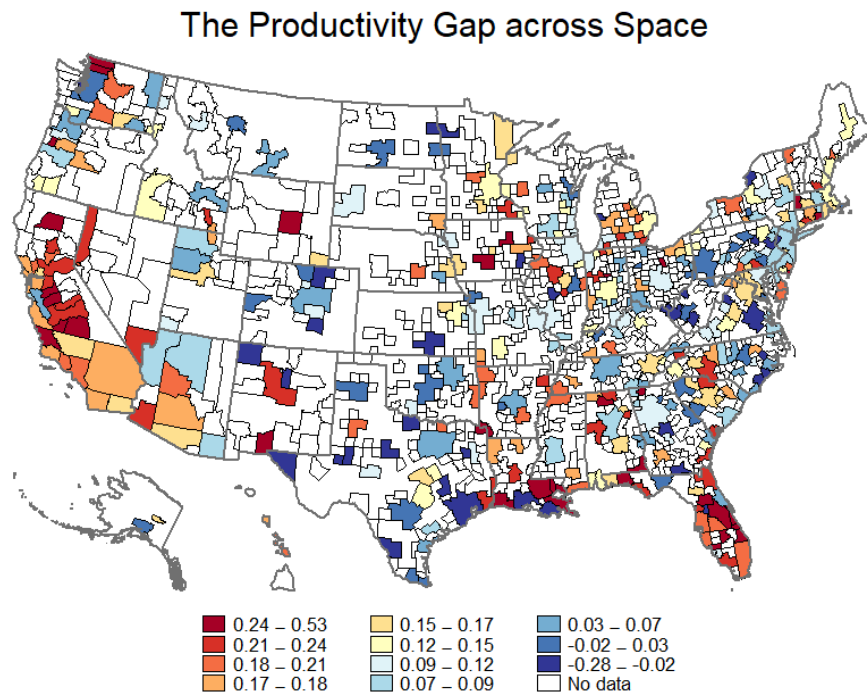 The Productivity Gap across Space
0.24 – 0.53
0.21 – 0.24
0.18 – 0.21
0.17 – 0.18
0.15 – 0.17
0.12 – 0.15
0.09 – 0.12
0.07 – 0.09
0.03 – 0.07
-0.02 – 0.03
-0.28 – -0.02
No data